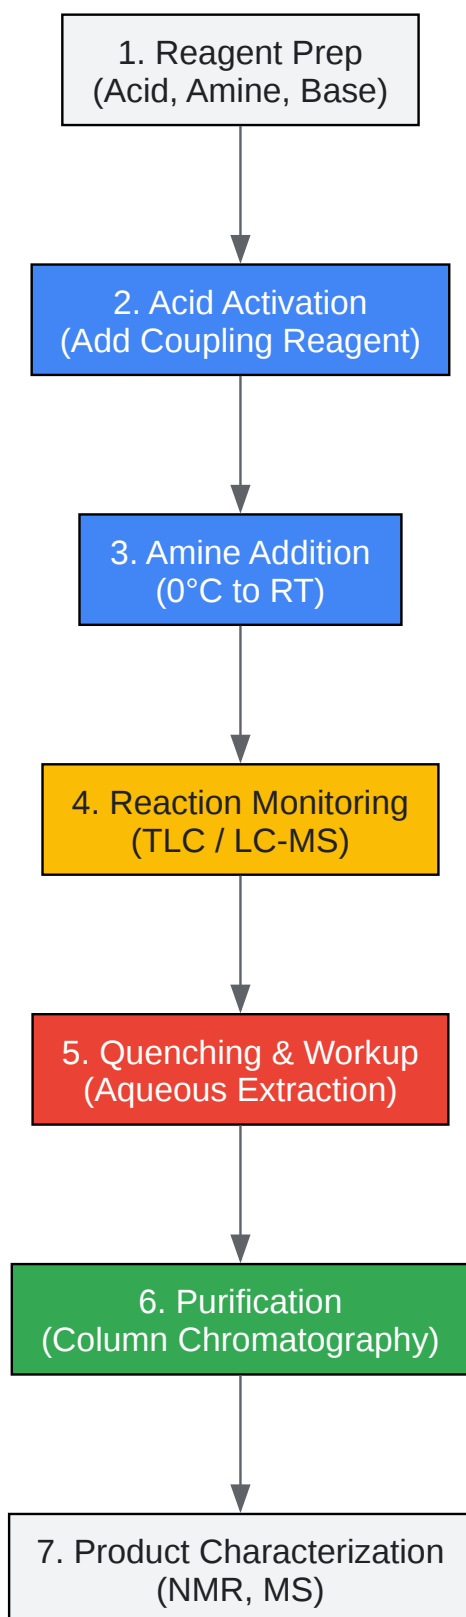 1. Reagent Prep
(Acid, Amine, Base)
2. Acid Activation
(Add Coupling Reagent)
3. Amine Addition
(0°C to RT)
4. Reaction Monitoring
(TLC / LC-MS)
5. Quenching & Workup
(Aqueous Extraction)
6. Purification
(Column Chromatography)
7. Product Characterization
(NMR, MS)